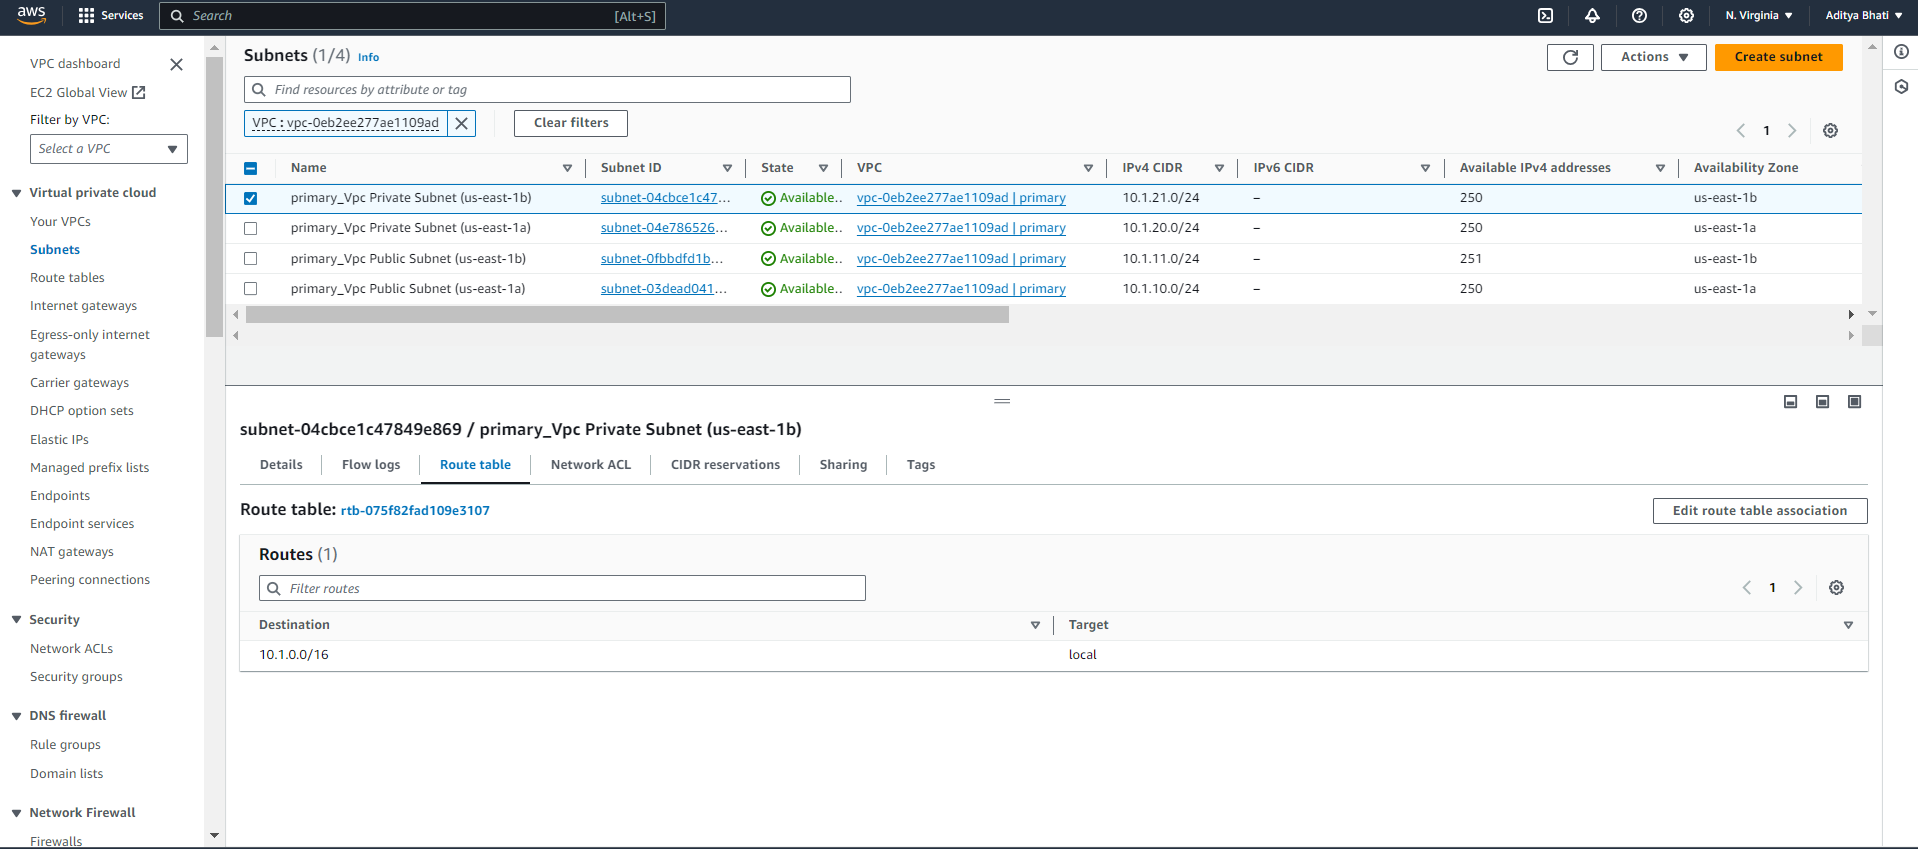 aws Services Search [Alt+S] N. Virginia Aditya Bhati
VPC dashboard
EC2 Global View
Filter by VPC:
Select a VPC
Virtual private cloud
Your VPCs
Subnets
Route tables
Internet gateways
Egress-only internet
gateways
Carrier gateways
DHCP option sets
Elastic IPs
Managed prefix lists
Endpoints
Endpoint services
NAT gateways
Peering connections
Security
Network ACLs
Security groups
DNS firewall
Rule groups
Domain lists
Network Firewall
Firewalls
Subnets (1/4) Info Actions Create subnet
Find resources by attribute or tag
VPC : vpc-0eb2ee277ae1109ad Clear filters
1
Name Subnet ID State VPC IPv4 CIDR IPv6 CIDR Available IPv4 addresses Availability Zone
primary_Vpc Private Subnet (us-east-1b) subnet-04cbce1c47... Available.. vpc-0eb2ee277ae1109ad | primary 10.1.21.0/24 – 250 us-east-1b
primary_Vpc Private Subnet (us-east-1a) subnet-04e786526... Available.. vpc-0eb2ee277ae1109ad | primary 10.1.20.0/24 – 250 us-east-1a
primary_Vpc Public Subnet (us-east-1b) subnet-0fbbdfd1b... Available.. vpc-0eb2ee277ae1109ad | primary 10.1.11.0/24 – 251 us-east-1b
primary_Vpc Public Subnet (us-east-1a) subnet-03dead041... Available.. vpc-0eb2ee277ae1109ad | primary 10.1.10.0/24 – 250 us-east-1a
subnet-04cbce1c47849e869 / primary_Vpc Private Subnet (us-east-1b)
Details Flow logs Route table Network ACL CIDR reservations Sharing Tags
Route table: rtb-075f82fad109e3107 Edit route table association
Routes (1)
Filter routes 1
Destination Target
10.1.0.0/16 local